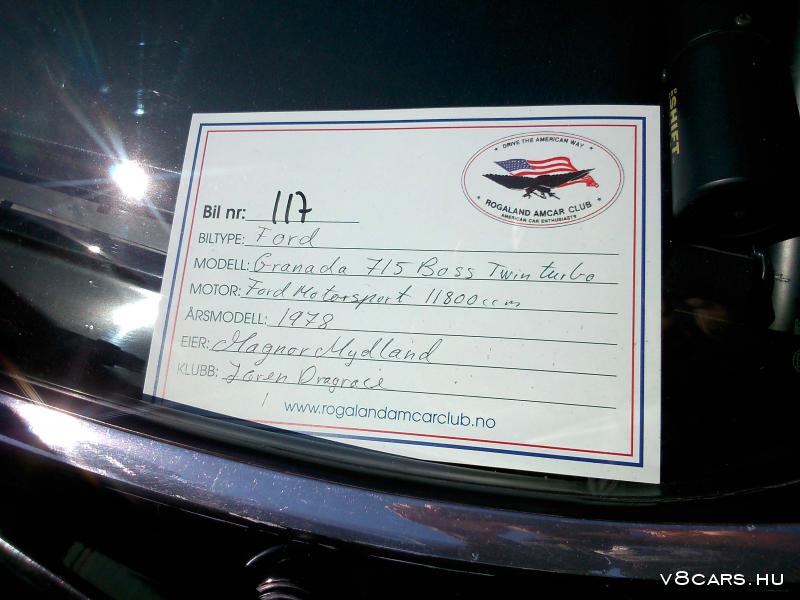 DRIVE THE AMERICAN WAY
ROGALAND AMCAR CLUB
AMERICAN CAR ENTHUSIASTS
Bil nr: 117
BILTYPE: Ford
MODELL: Granada 715 Boss Twin turbo
MOTOR: Ford Motorsport 11800ccm
ÅRSMODELL: 1978
EIER: Magnor Mydland
KLUBB: Jæren Dragrace
www.rogalandamcarclub.no
SHIFT
V8CARS.HU